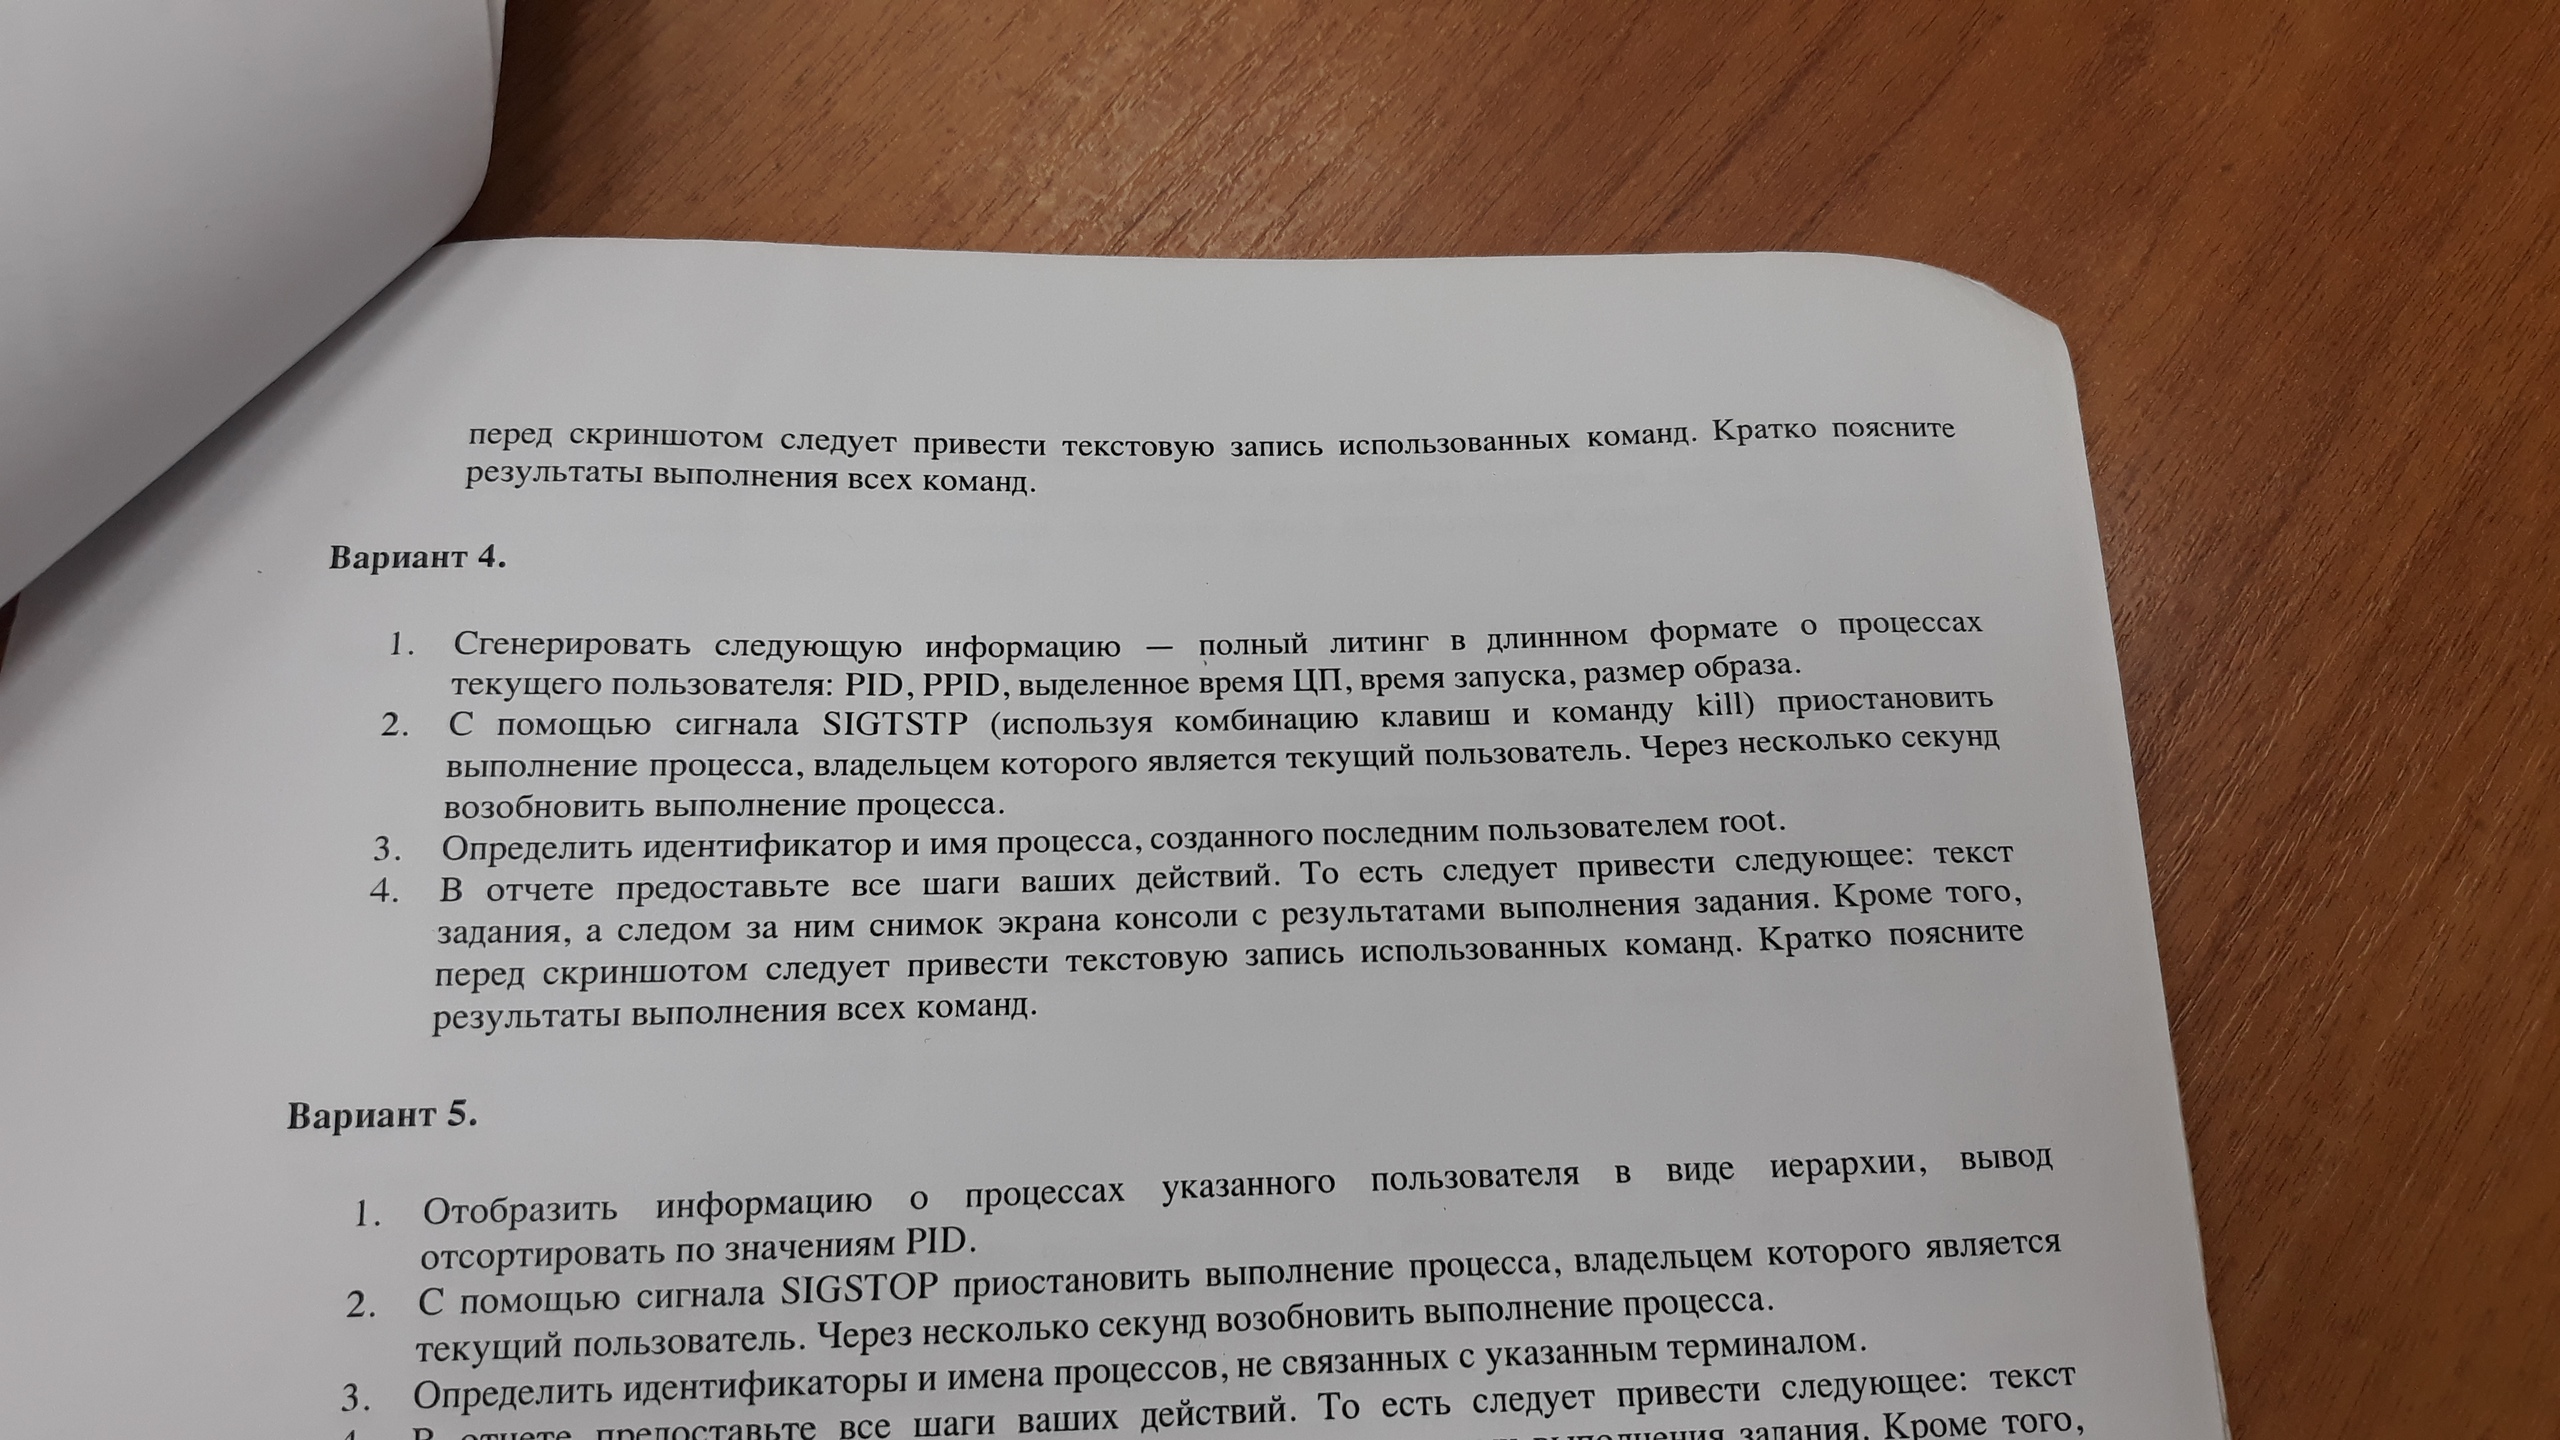 перед скриншотом следует привести текстовую запись использованных команд. Кратко поясните
результаты выполнения всех команд.
Вариант 4.
1. Сгенерировать следующую информацию — полный литинг в длиннном формате о процессах
текущего пользователя: PID, PPID, выделенное время ЦП, время запуска, размер образа.
2. С помощью сигнала SIGTSTP (используя комбинацию клавиш и команду kill) приостановить
выполнение процесса, владельцем которого является текущий пользователь. Через несколько секунд
возобновить выполнение процесса.
3. Определить идентификатор и имя процесса, созданного последним пользователем root.
4. В отчете предоставьте все шаги ваших действий. То есть следует привести следующее: текст
задания, а следом за ним снимок экрана консоли с результатами выполнения задания. Кроме того,
перед скриншотом следует привести текстовую запись использованных команд. Кратко поясните
результаты выполнения всех команд.
Вариант 5.
1. Отобразить информацию о процессах указанного пользователя в виде иерархии, вывод
отсортировать по значениям PID.
2. С помощью сигнала SIGSTOP приостановить выполнение процесса, владельцем которого является
текущий пользователь. Через несколько секунд возобновить выполнение процесса.
3. Определить идентификаторы и имена процессов, не связанных с указанным терминалом.
В отчете предоставьте все шаги ваших действий. То есть следует привести следующее: текст
выполнения задания. Кроме того,